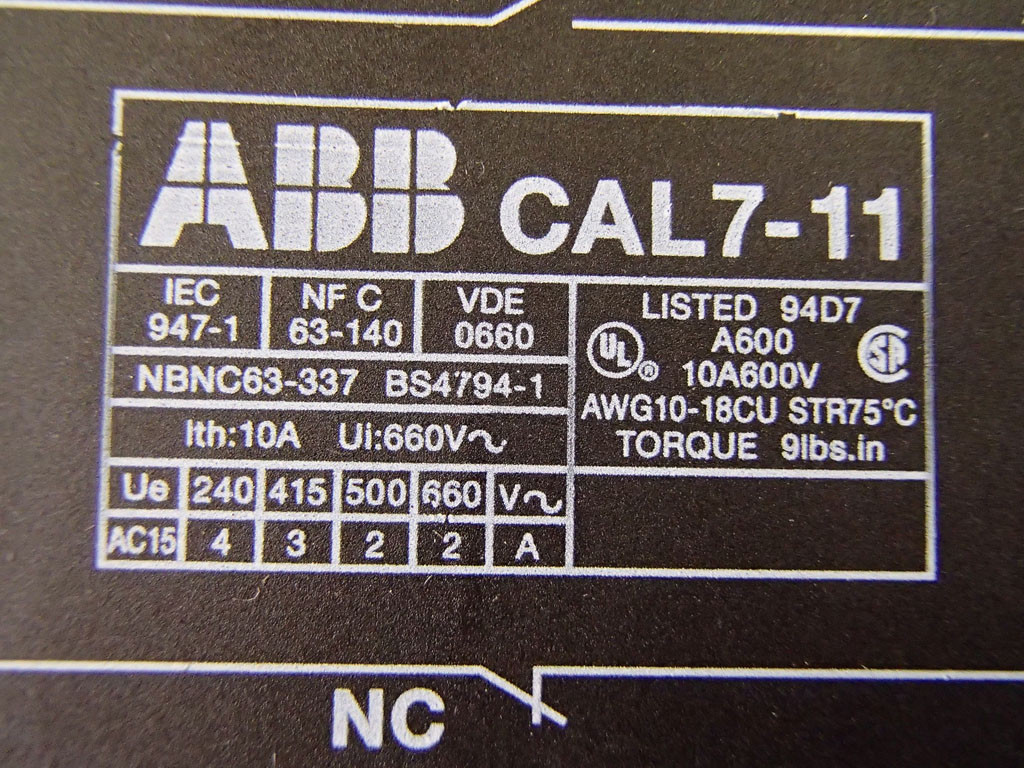 ABB CAL7-11
IEC
947-1
NF C
63-140
VDE
0660
NBNC63-337 BS4794-1
Ith:10A Ui:660V~
Ue 240 415 500 660 V~
AC15 4 3 2 2 A
LISTED 94D7
UL® A600 SA
10A600V
AWG10-18CU STR75°C
TORQUE 9lbs.in
NC